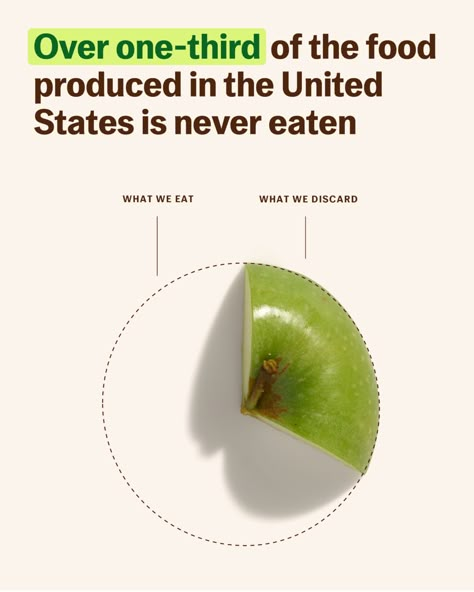 Over one-third of the food
produced in the United
States is never eaten
WHAT WE EAT
WHAT WE DISCARD